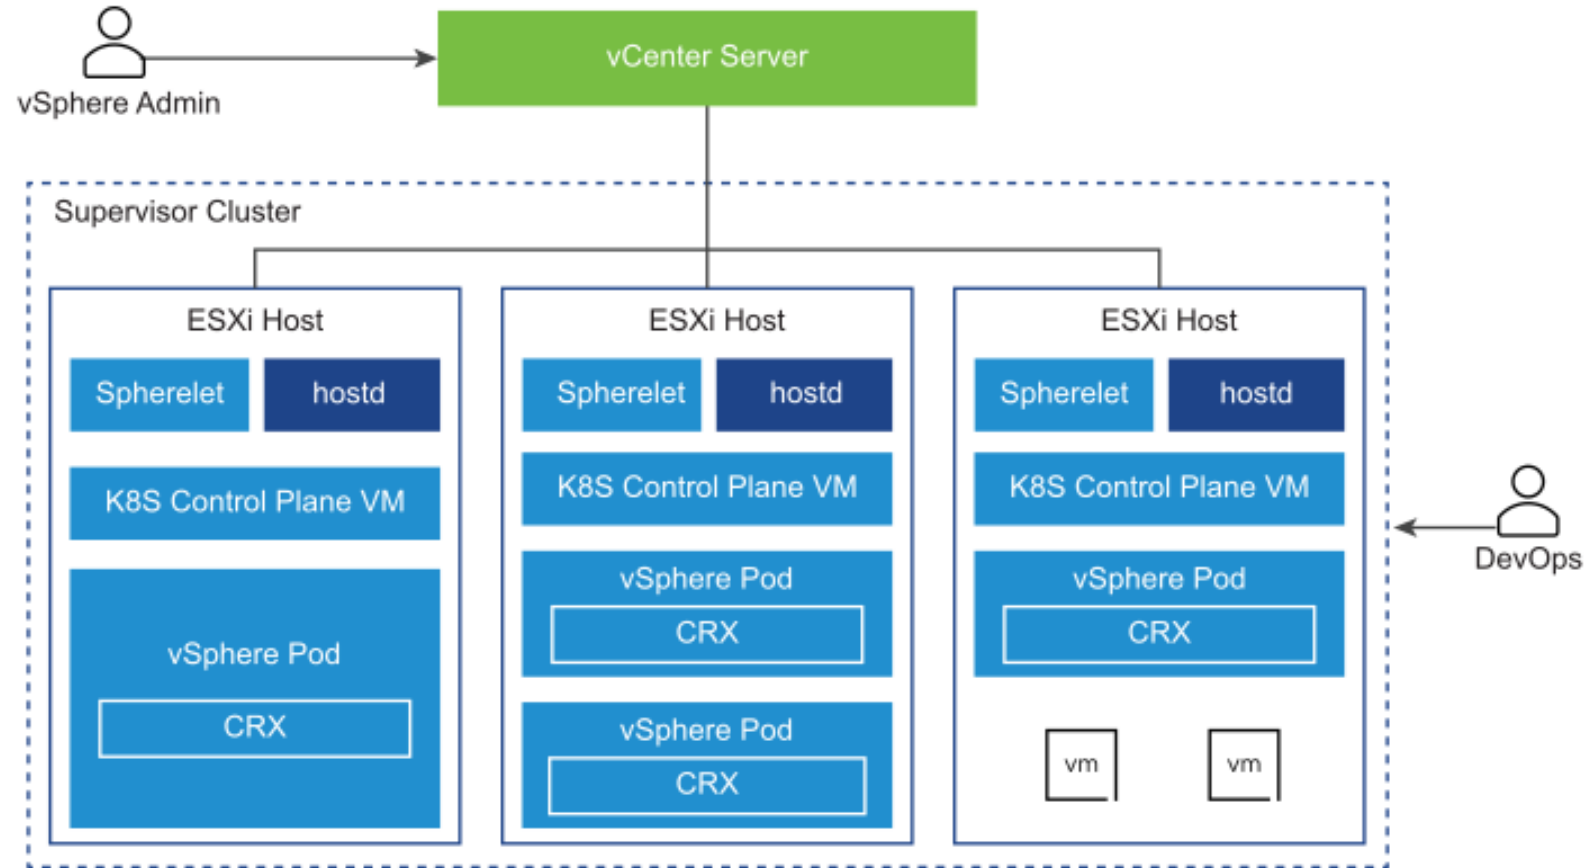 vCenter Server
vSphere Admin
Supervisor Cluster
ESXi Host
Spherelet
hostd
K8S Control Plane VM
vSphere Pod
CRX
ESXi Host
Spherelet
hostd
K8S Control Plane VM
vSphere Pod
CRX
vSphere Pod
CRX
ESXi Host
Spherelet
hostd
K8S Control Plane VM
vSphere Pod
CRX
vm
vm
DevOps